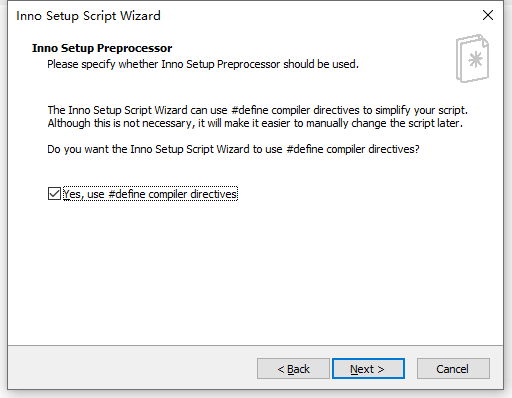 Inno Setup Script Wizard
Inno Setup Preprocessor
Please specify whether Inno Setup Preprocessor should be used.
The Inno Setup Script Wizard can use #define compiler directives to simplify your script.
Although this is not necessary, it will make it easier to manually change the script later.
Do you want the Inno Setup Script Wizard to use #define compiler directives?
Yes, use #define compiler directives
< Back
Next >
Cancel